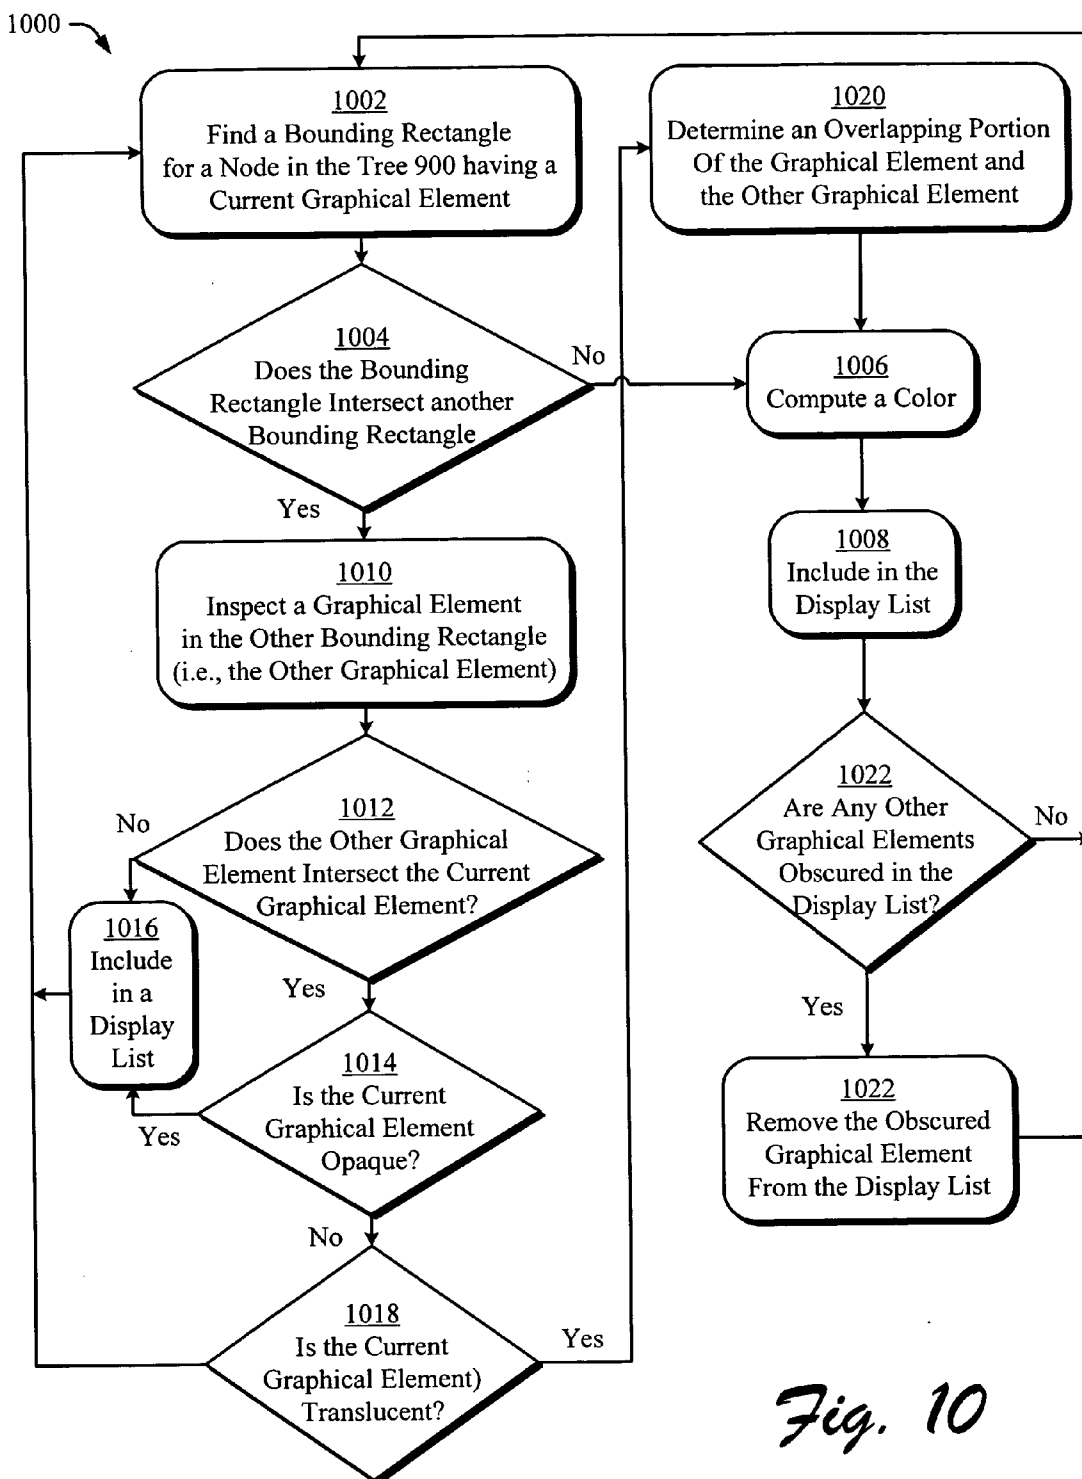 1000
1002
Find a Bounding Rectangle
for a Node in the Tree 900 having a
Current Graphical Element
1004
Does the Bounding
Rectangle Intersect another
Bounding Rectangle
No
Yes
1010
Inspect a Graphical Element
in the Other Bounding Rectangle
(i.e., the Other Graphical Element)
1012
Does the Other Graphical
Element Intersect the Current
Graphical Element?
No
Yes
1016
Include
in a
Display
List
1014
Is the Current
Graphical Element
Opaque?
Yes
No
1018
Is the Current
Graphical Element)
Translucent?
Yes
1020
Determine an Overlapping Portion
Of the Graphical Element and
the Other Graphical Element
1006
Compute a Color
1008
Include in the
Display List
1022
Are Any Other
Graphical Elements
Obscured in the
Display List?
No
Yes
1022
Remove the Obscured
Graphical Element
From the Display List
Fig. 10